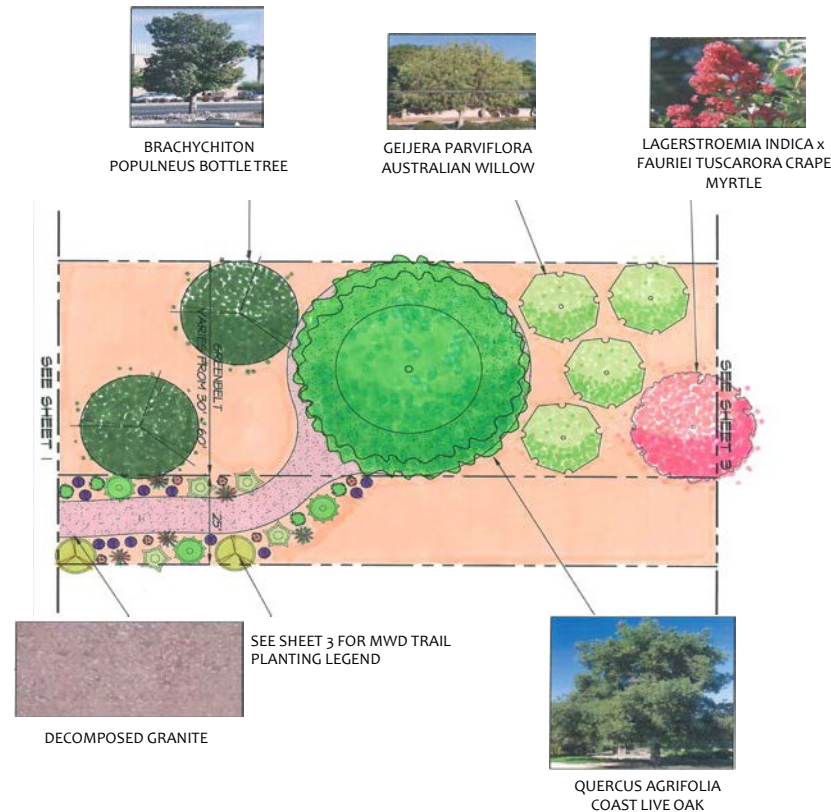 BRACHYCHITON
POPULNEUS BOTTLE TREE
GEIJERA PARVIFLORA
AUSTRALIAN WILLOW
LAGERSTROEMIA INDICA x
FAURIEI TUSCARORA CRAPE
MYRTLE
SEE SHEET 1
GREENBELT
VARIES FROM 30' - 60'
25'
SEE SHEET 3
SEE SHEET 3 FOR MWD TRAIL
PLANTING LEGEND
DECOMPOSED GRANITE
QUERCUS AGRIFOLIA
COAST LIVE OAK